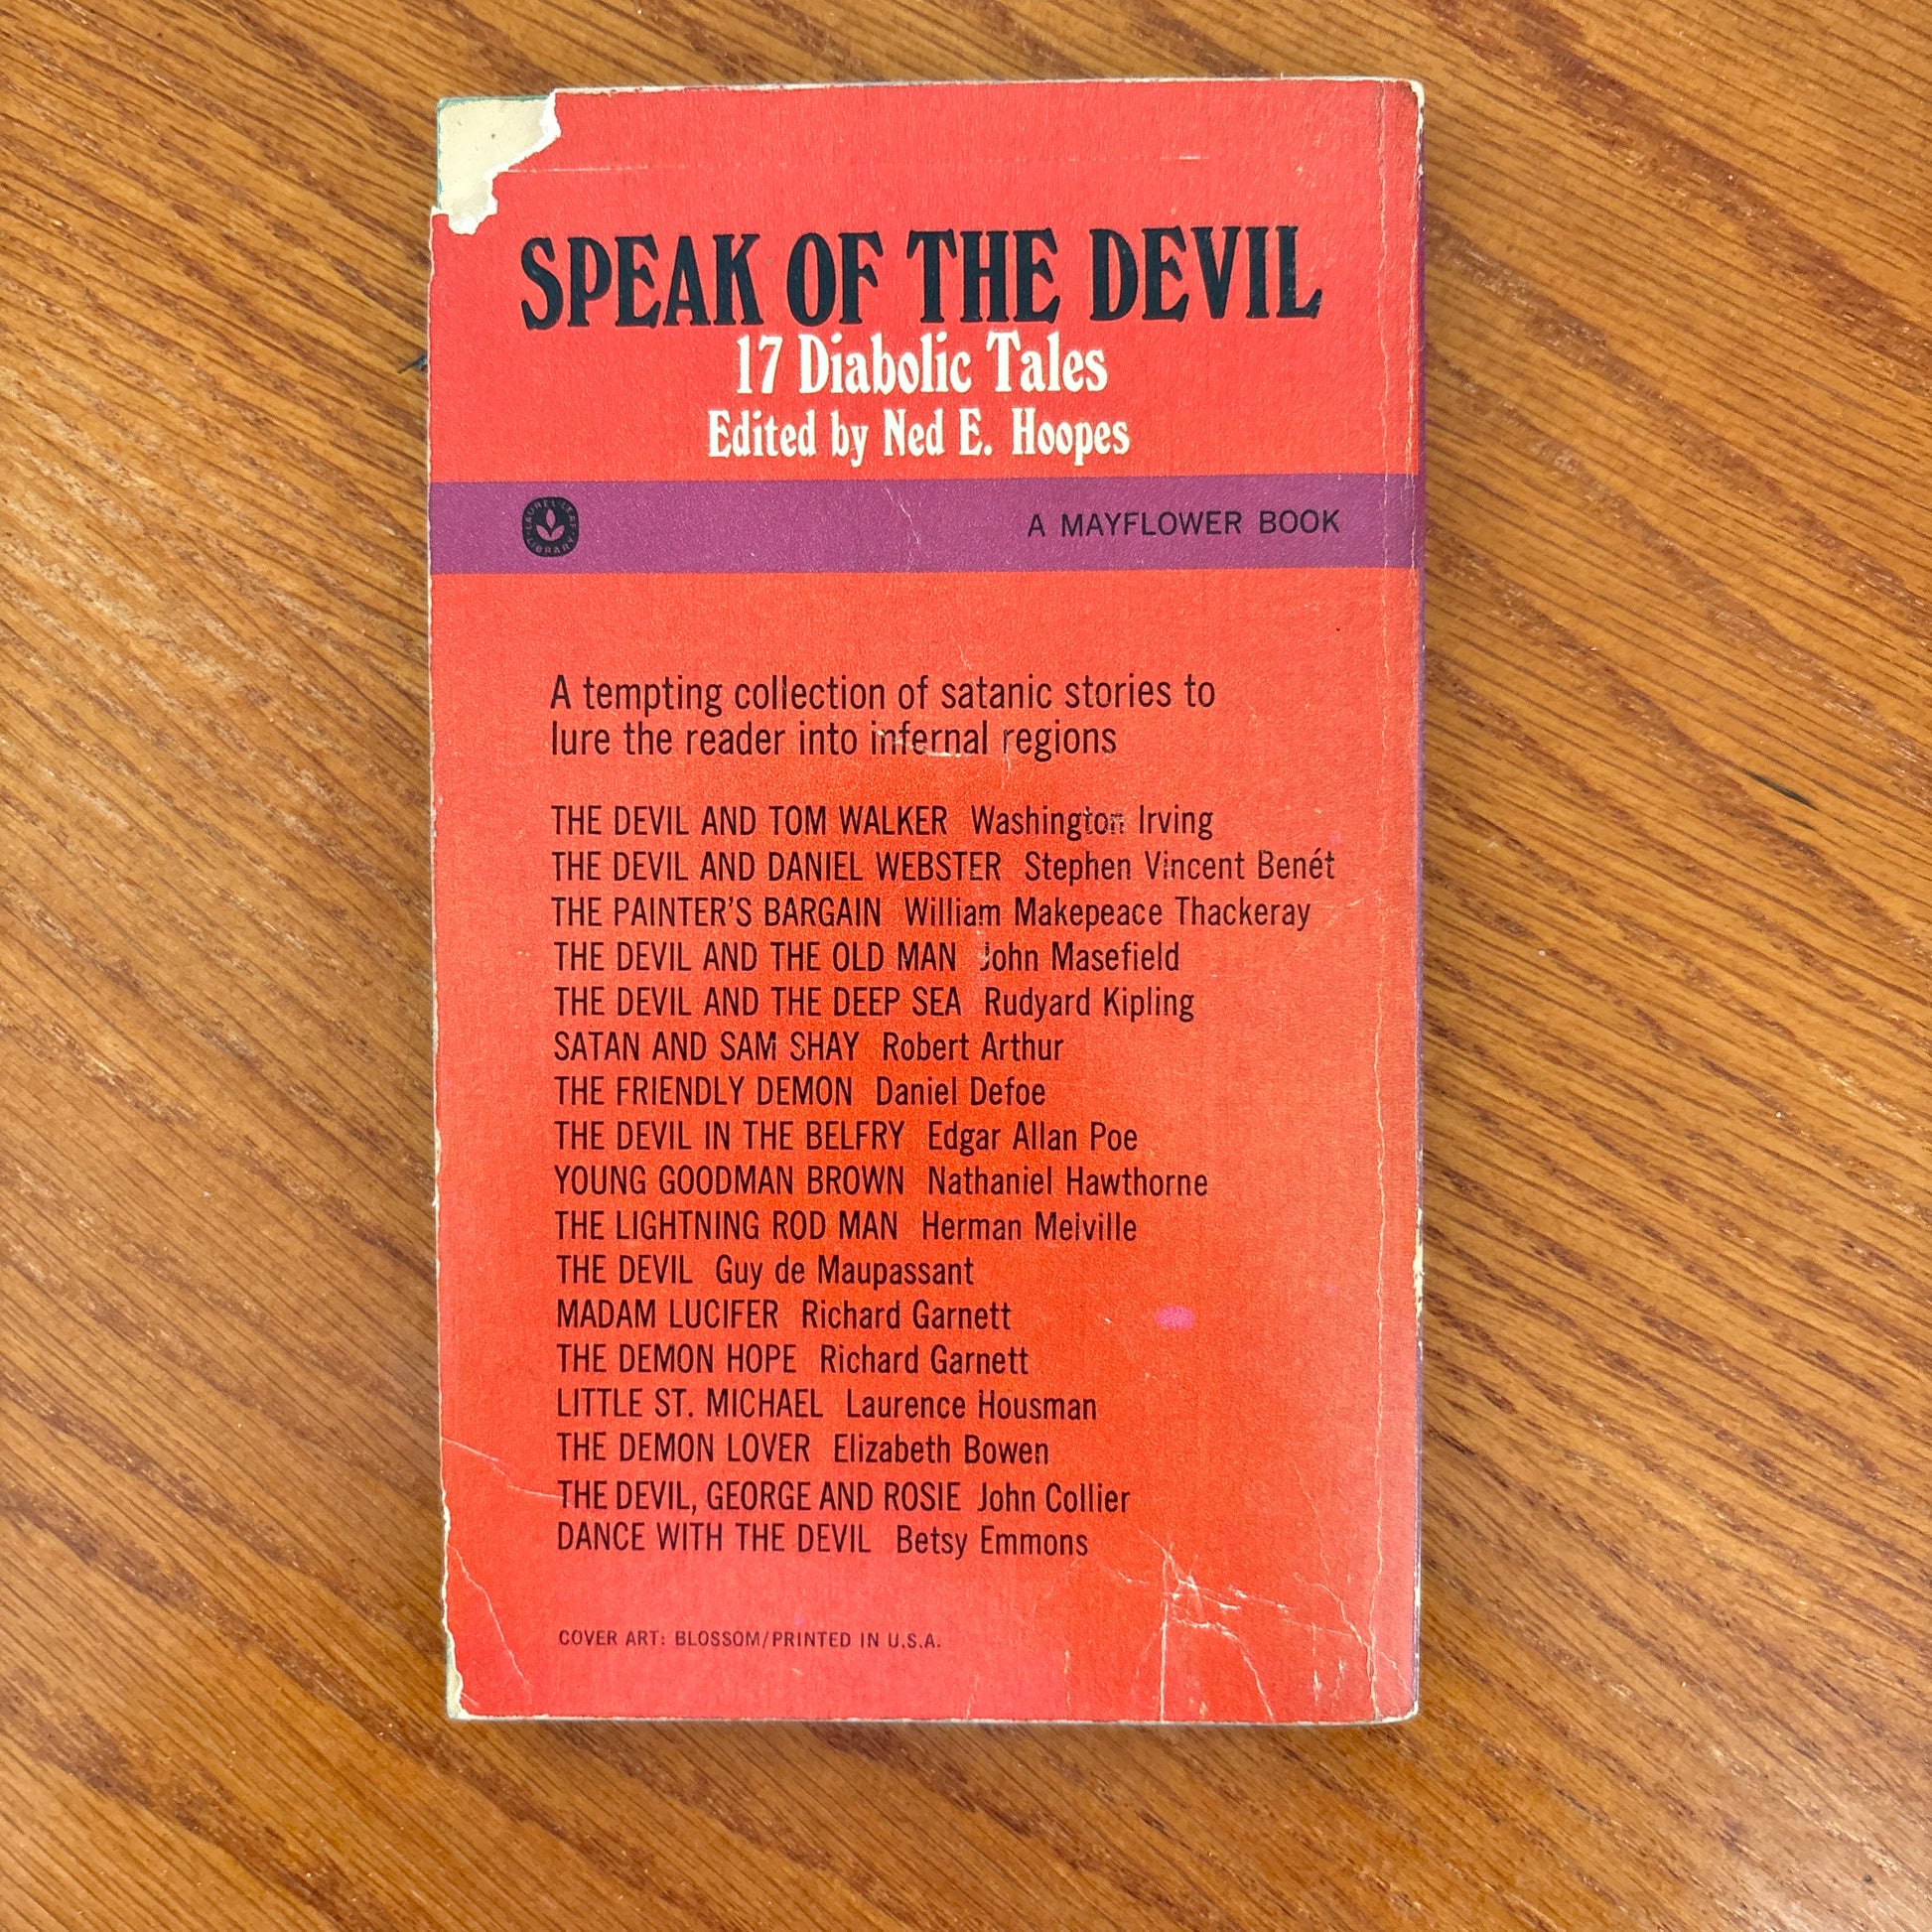 SPEAK OF THE DEVIL
17 Diabolic Tales
Edited by Ned E. Hoopes
LAUREL-LEAF LIBRARY
A MAYFLOWER BOOK
A tempting collection of satanic stories to
lure the reader into infernal regions
THE DEVIL AND TOM WALKER Washington Irving
THE DEVIL AND DANIEL WEBSTER Stephen Vincent Benét
THE PAINTER'S BARGAIN William Makepeace Thackeray
THE DEVIL AND THE OLD MAN John Masefield
THE DEVIL AND THE DEEP SEA Rudyard Kipling
SATAN AND SAM SHAY Robert Arthur
THE FRIENDLY DEMON Daniel Defoe
THE DEVIL IN THE BELFRY Edgar Allan Poe
YOUNG GOODMAN BROWN Nathaniel Hawthorne
THE LIGHTNING ROD MAN Herman Melville
THE DEVIL Guy de Maupassant
MADAM LUCIFER Richard Garnett
THE DEMON HOPE Richard Garnett
LITTLE ST. MICHAEL Laurence Housman
THE DEMON LOVER Elizabeth Bowen
THE DEVIL, GEORGE AND ROSIE John Collier
DANCE WITH THE DEVIL Betsy Emmons
COVER ART: BLOSSOM/PRINTED IN U.S.A.